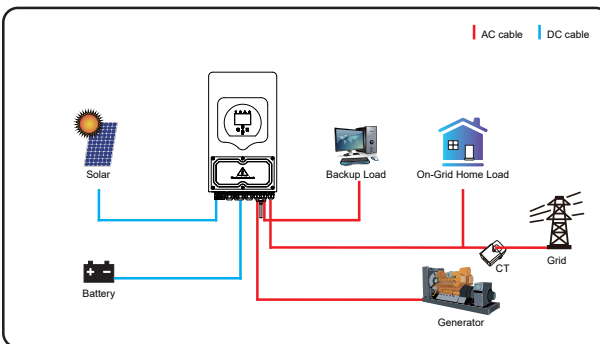 AC cable
DC cable
Solar
Backup Load
On-Grid Home Load
CT
Grid
Battery
Generator